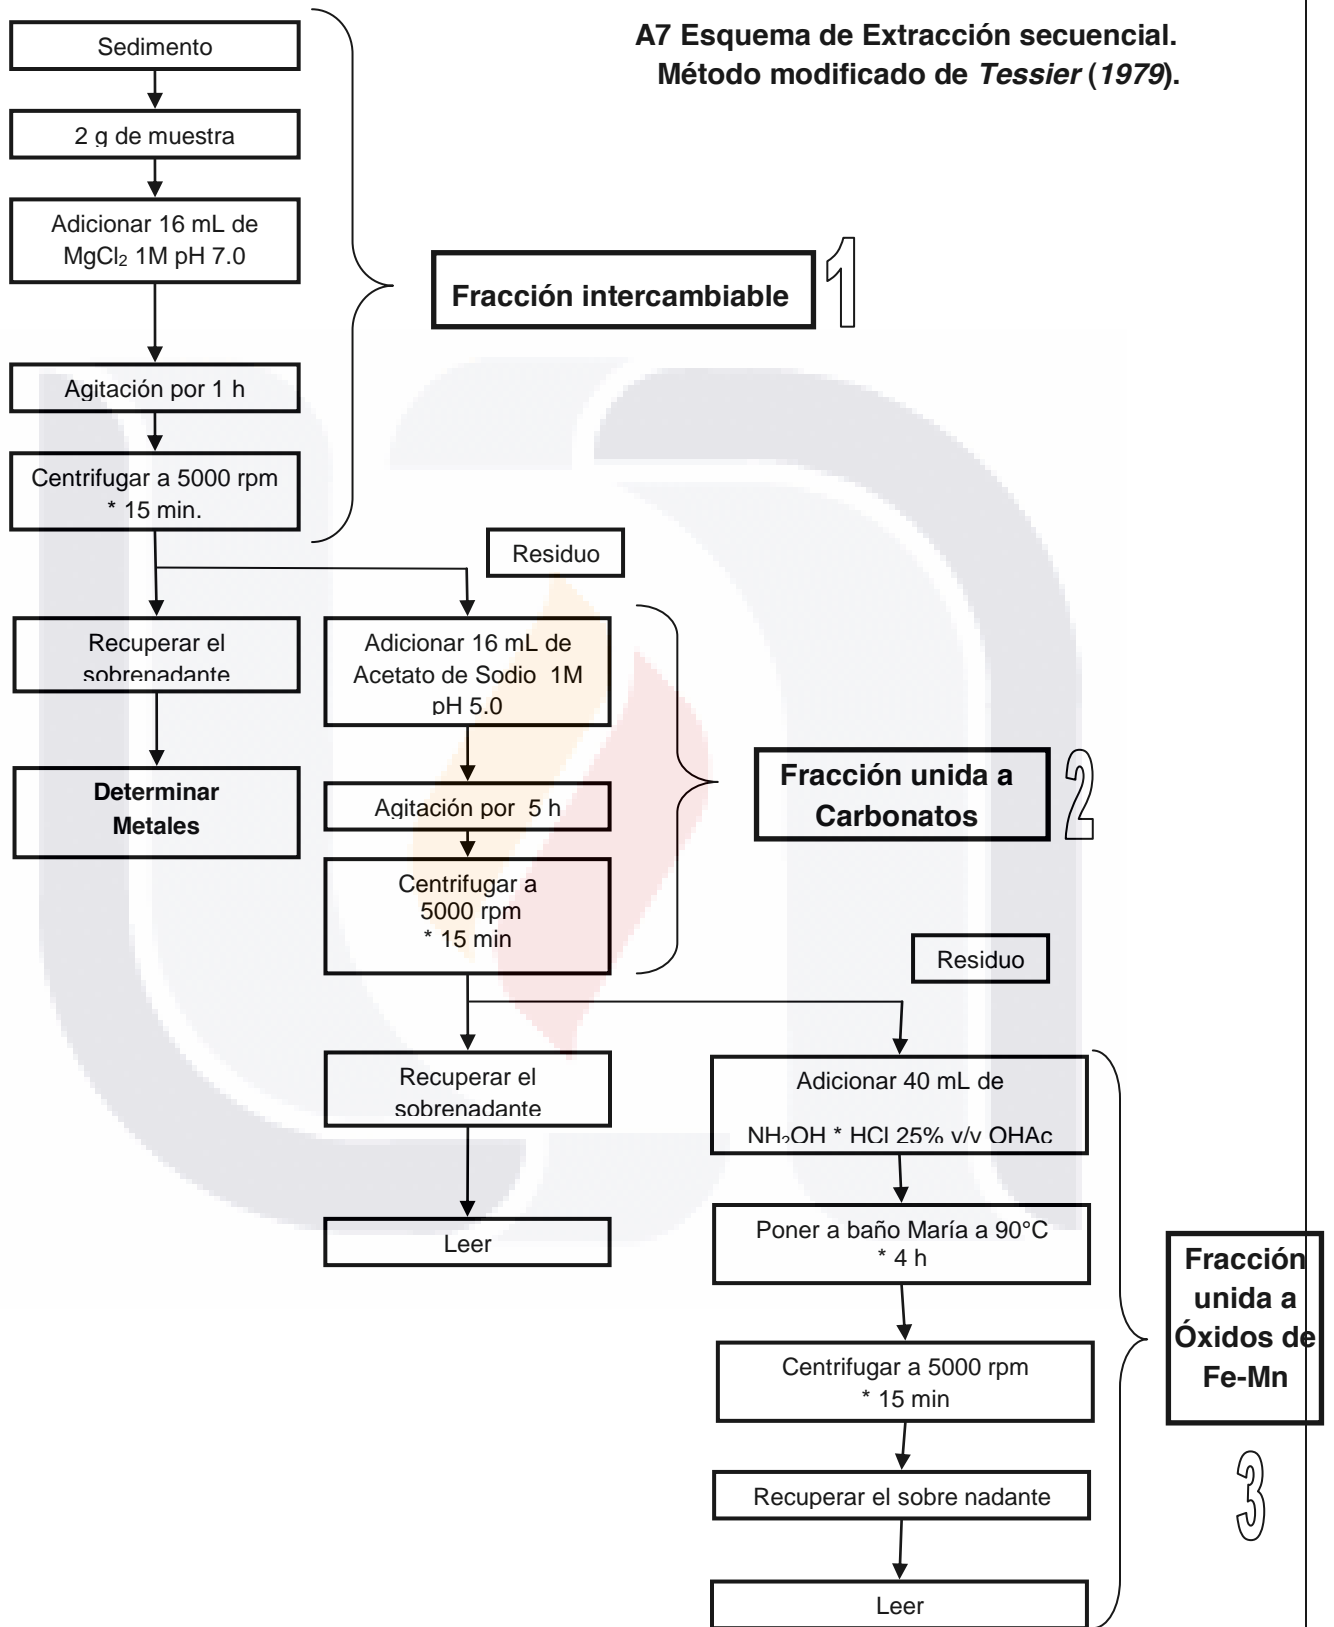 A7 Esquema de Extracción secuencial.
Método modificado de Tessier (1979).
Sedimento
2 g de muestra
Adicionar 16 mL de
MgCl₂ 1M pH 7.0
Agitación por 1 h
Centrifugar a 5000 rpm
* 15 min.
Fracción intercambiable
1
Residuo
Recuperar el
sobrenadante
Determinar
Metales
Adicionar 16 mL de
Acetato de Sodio 1M
pH 5.0
Agitación por 5 h
Centrifugar a
5000 rpm
* 15 min
Fracción unida a
Carbonatos
2
Residuo
Recuperar el
sobrenadante
Leer
Adicionar 40 mL de
NH₂OH * HCl 25% v/v OHAc
Poner a baño María a 90°C
* 4 h
Centrifugar a 5000 rpm
* 15 min
Recuperar el sobre nadante
Leer
Fracción
unida a
Óxidos de
Fe-Mn
3